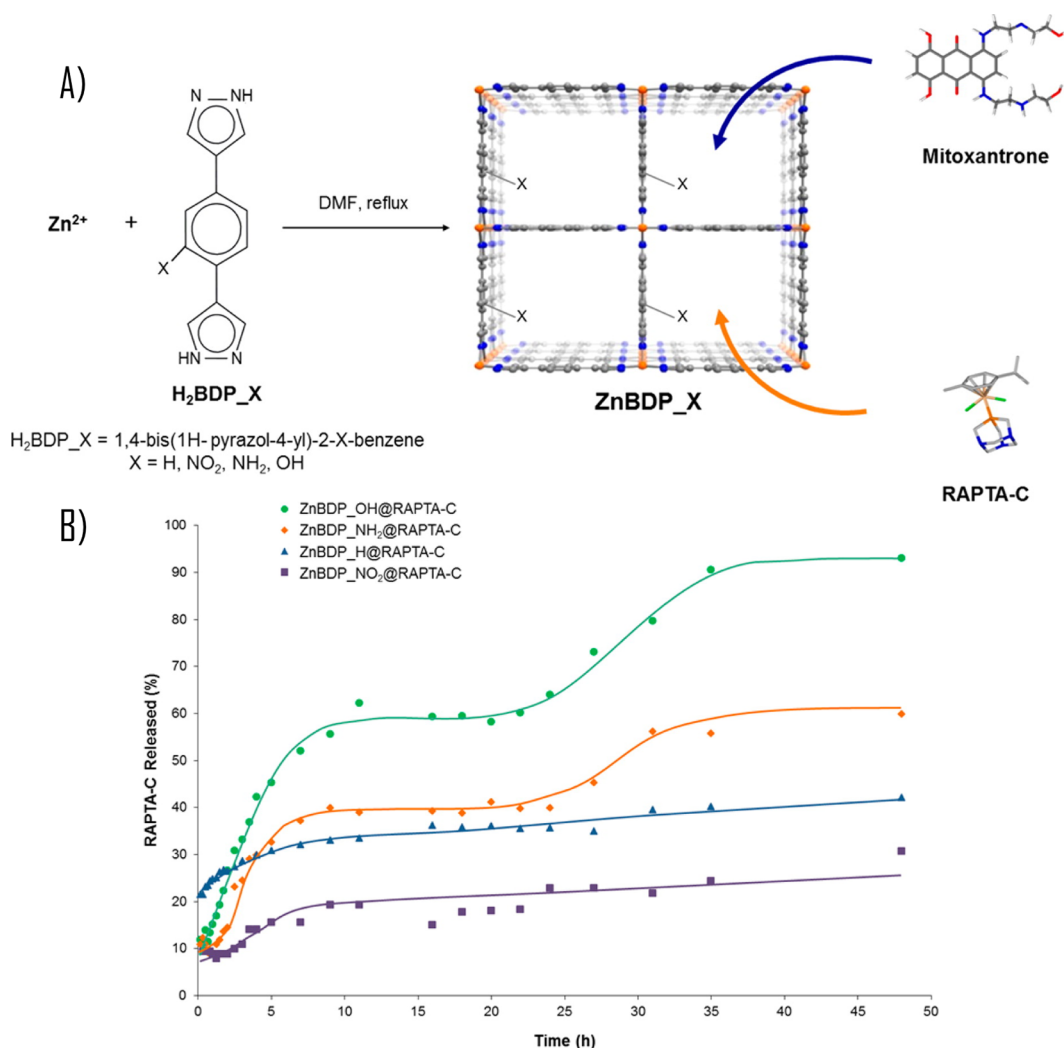 A)
N
NH
X
HN
N
H₂BDP_X
Zn²⁺
+
DMF, reflux
X
X
X
X
ZnBDP_X
Mitoxantrone
RAPTA-C
H₂BDP_X = 1,4-bis(1H- pyrazol-4-yl)-2-X-benzene
X = H, NO₂, NH₂, OH
B)
ZnBDP_OH@RAPTA-C
ZnBDP_NH₂@RAPTA-C
ZnBDP_H@RAPTA-C
ZnBDP_NO₂@RAPTA-C
RAPTA-C Released (%)
100
90
80
70
60
50
40
30
20
10
0
0 5 10 15 20 25 30 35 40 45 50
Time (h)